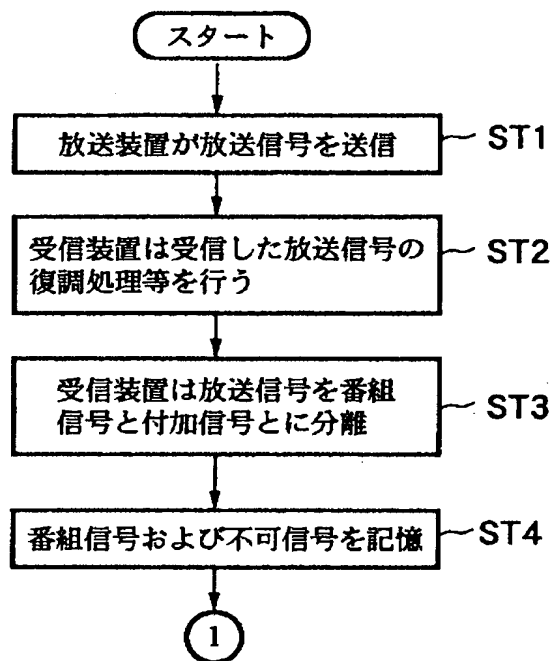 スタート
放送装置が放送信号を送信
ST1
受信装置は受信した放送信号の
復調処理等を行う
ST2
受信装置は放送信号を番組
信号と付加信号とに分離
ST3
番組信号および不可信号を記憶
ST4
1